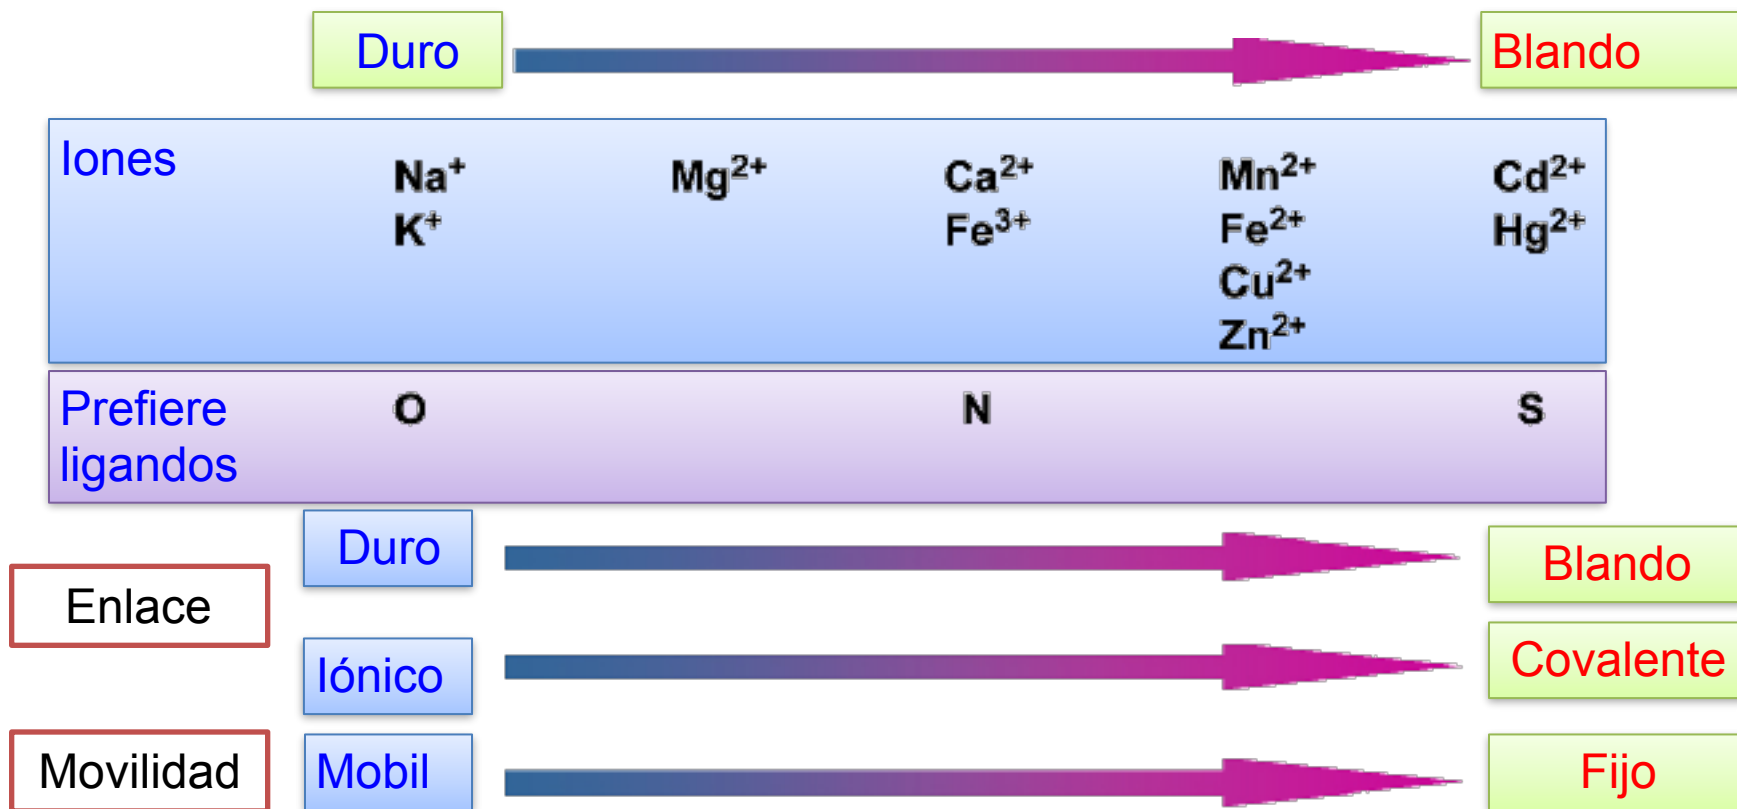 Duro Blando
Iones Na⁺ Mg²⁺ Ca²⁺ Mn²⁺ Cd²⁺
K⁺ Fe³⁺ Fe²⁺ Hg²⁺
Cu²⁺
Zn²⁺
Prefiere O N S
ligandos
Duro Blando
Enlace
Iónico Covalente
Movilidad Mobil Fijo